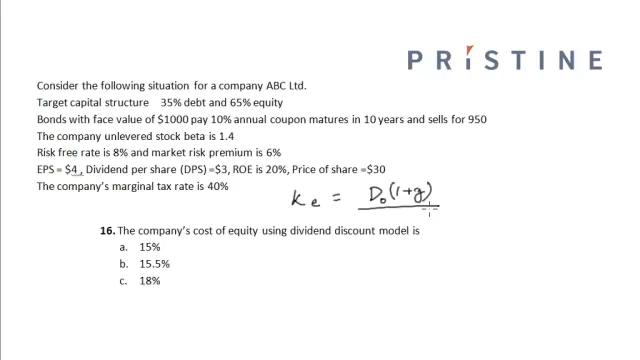 PRiSTINE
Consider the following situation for a company ABC Ltd.
Target capital structure 35% debt and 65% equity
Bonds with face value of $1000 pay 10% annual coupon matures in 10 years and sells for 950
The company unlevered stock beta is 1.4
Risk free rate is 8% and market risk premium is 6%
EPS = $4 , Dividend per share (DPS) =$3, ROE is 20%, Price of share =$30
The company's marginal tax rate is 40%
Ke = D₀(1+g)
16. The company's cost of equity using dividend discount model is
a. 15%
b. 15.5%
c. 18%